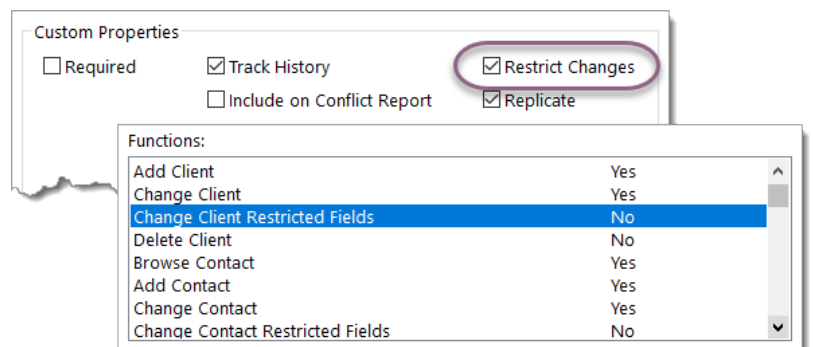 Custom Properties
Required Track History Restrict Changes
Include on Conflict Report Replicate
Functions:
Add Client Yes
Change Client Yes
Change Client Restricted Fields No
Delete Client No
Browse Contact Yes
Add Contact Yes
Change Contact Yes
Change Contact Restricted Fields No